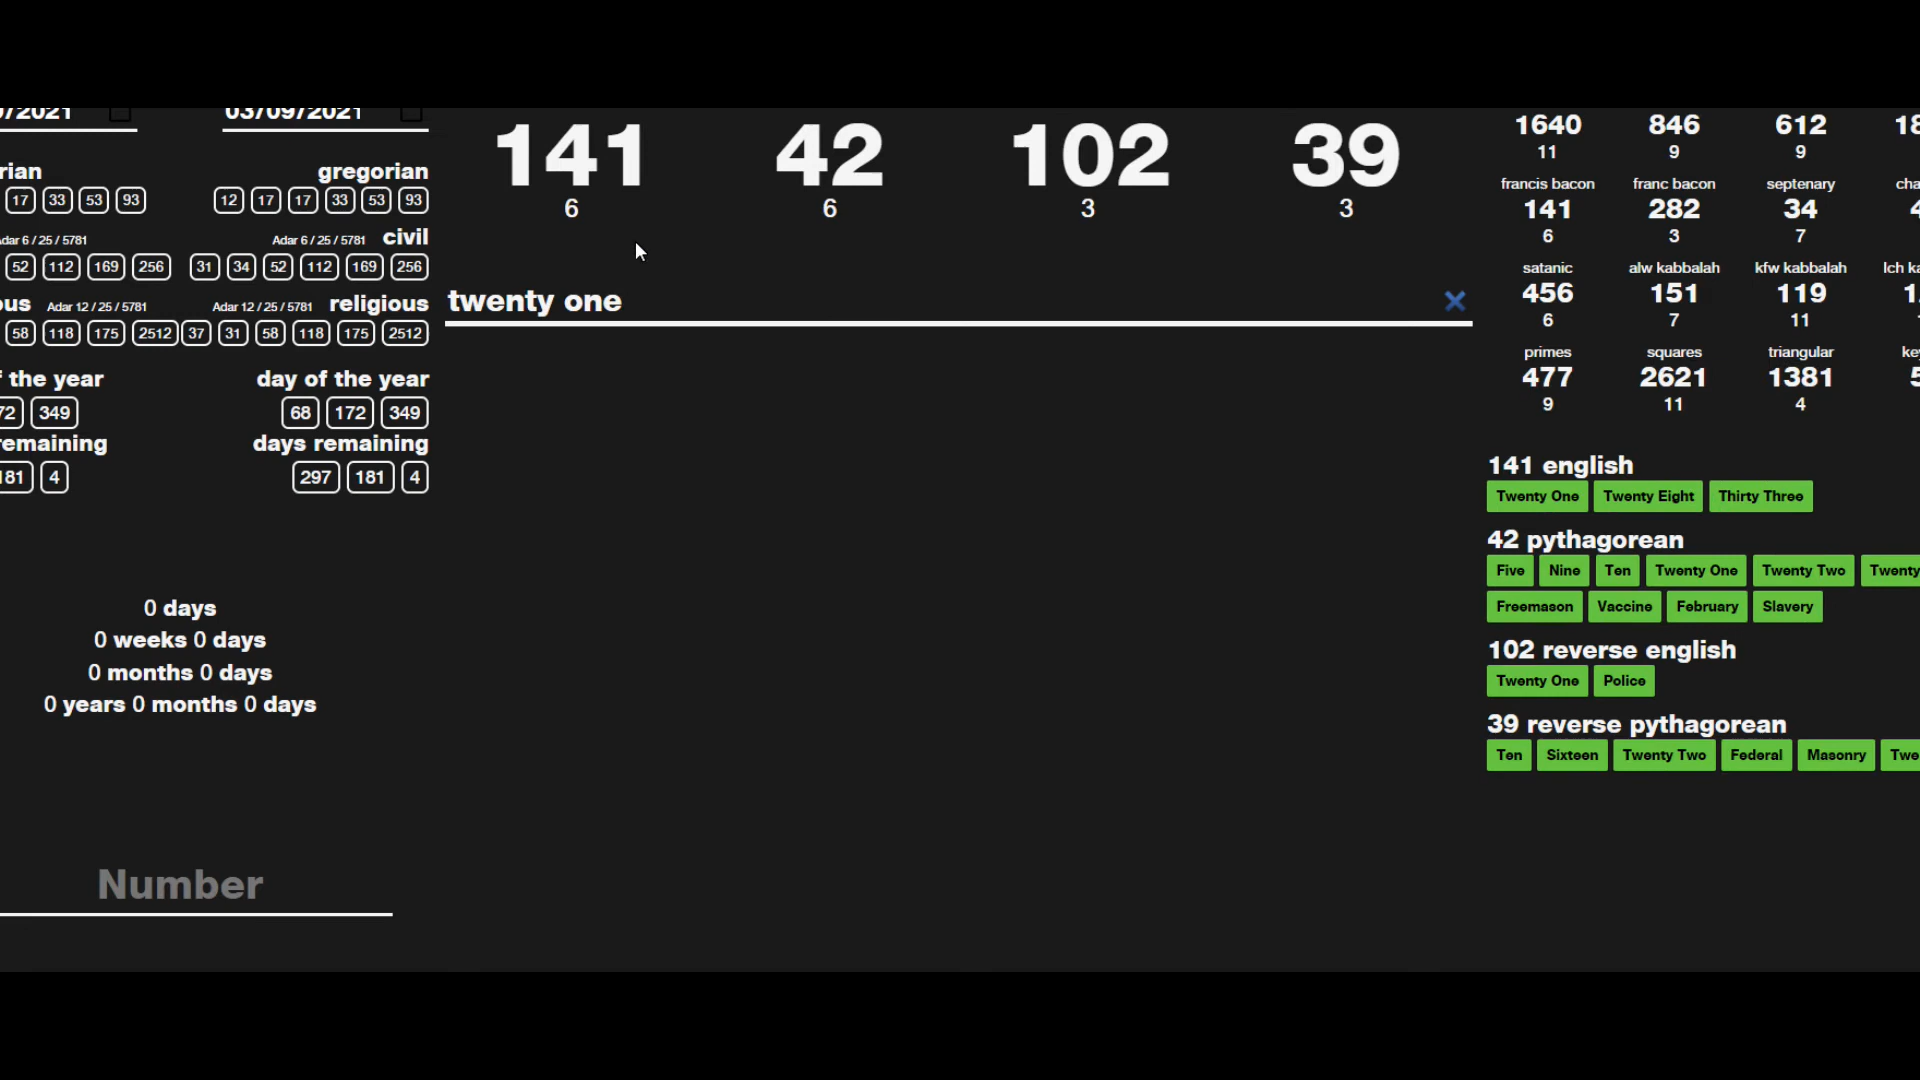 03/09/2021
141 42 102 39
6 6 3 3
twenty one
gregorian
17 33 53 93
12 17 17 33 53 93
Adar 6 / 25 / 5781 civil
52 112 169 256
31 34 52 112 169 256
Adar 12 / 25 / 5781
Adar 12 / 25 / 5781 religious
58 118 175 2512
37 31 58 118 175 2512
the year
day of the year
349
68 172 349
days remaining
181 4
297 181 4
0 days
0 weeks 0 days
0 months 0 days
0 years 0 months 0 days
Number
1640 846 612
11 9 9
francis bacon franc bacon septenary
141 282 34
6 3 7
satanic alw kabbalah kfw kabbalah
456 151 119
6 7 11
primes squares triangular
477 2621 1381
9 11 4
141 english
Twenty One Twenty Eight Thirty Three
42 pythagorean
Five Nine Ten Twenty One Twenty Two Twenty
Freemason Vaccine February Slavery
102 reverse english
Twenty One Police
39 reverse pythagorean
Ten Sixteen Twenty Two Federal Masonry